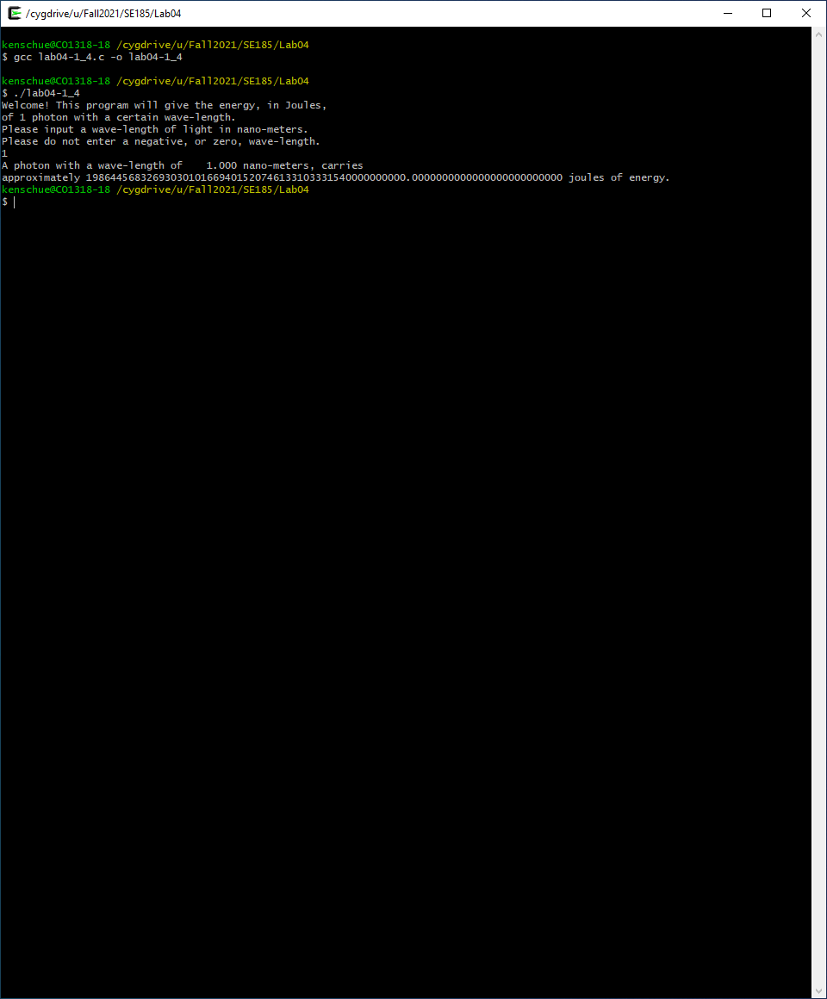 /cygdrive/u/Fall2021/SE185/Lab04
kenschue@CO1318-18 /cygdrive/u/Fall2021/SE185/Lab04
$ gcc lab04-1_4.c -o lab04-1_4
kenschue@CO1318-18 /cygdrive/u/Fall2021/SE185/Lab04
$ ./lab04-1_4
Welcome! This program will give the energy, in Joules,
of 1 photon with a certain wave-length.
Please input a wave-length of light in nano-meters.
Please do not enter a negative, or zero, wave-length.
1
A photon with a wave-length of    1.000 nano-meters, carries
approximately 19864456832693030101669401520746133103331540000000000.0000000000000000000000000 joules of energy.
kenschue@CO1318-18 /cygdrive/u/Fall2021/SE185/Lab04
$